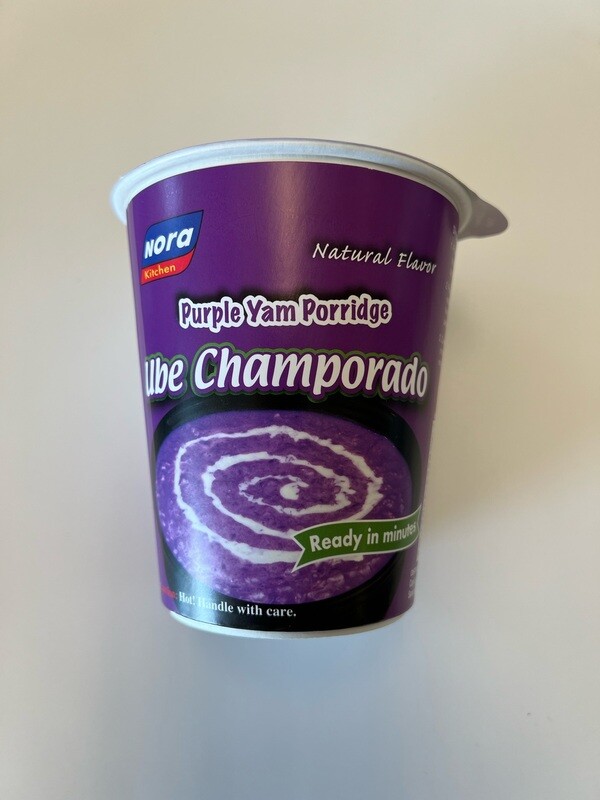 Nora
Kitchen
Natural Flavor
Purple Yam Porridge
Ube Champorado
Ready in minutes
Hot! Handle with care.